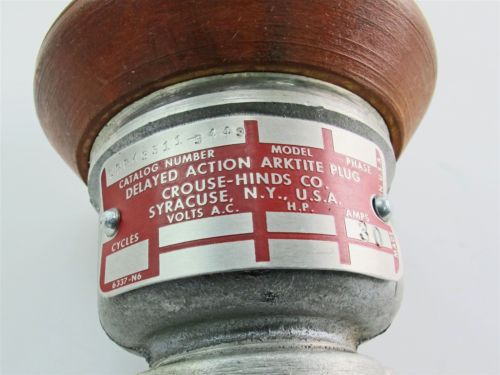 CATALOG NUMBER MODEL PHASE
DELAYED ACTION ARKTITE PLUG
CROUSE-HINDS CO.
SYRACUSE, N.Y., U.S.A.
CYCLES VOLTS A.C. H.P. AMPS
30
6337-N6